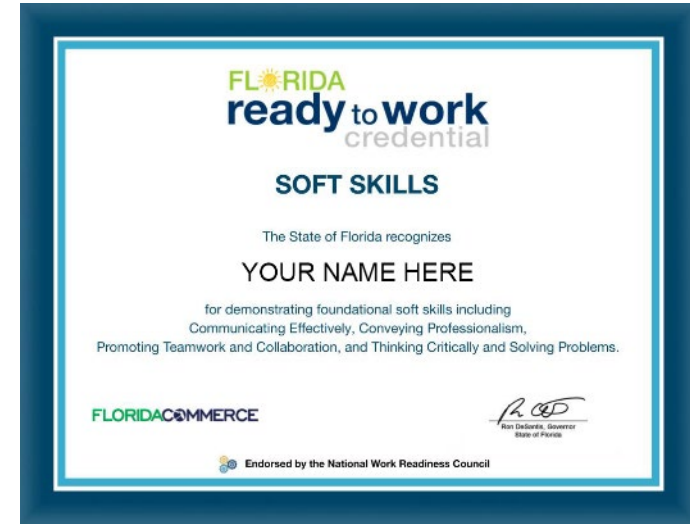 FLORIDA
ready to work
credential
SOFT SKILLS
The State of Florida recognizes
YOUR NAME HERE
for demonstrating foundational soft skills including
Communicating Effectively, Conveying Professionalism,
Promoting Teamwork and Collaboration, and Thinking Critically and Solving Problems.
FLORIDACOMMERCE
Ron DeSantis, Governor
State of Florida
Endorsed by the National Work Readiness Council